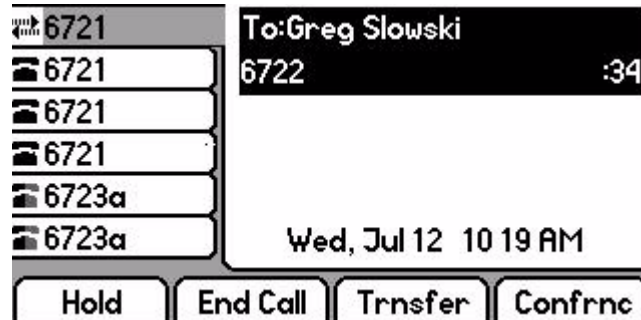 6721
6721
6721
6721
6723a
6723a
To:Greg Slowski
6722 :34
Wed, Jul 12 10 19 AM
Hold End Call Trnsfer Confrnc